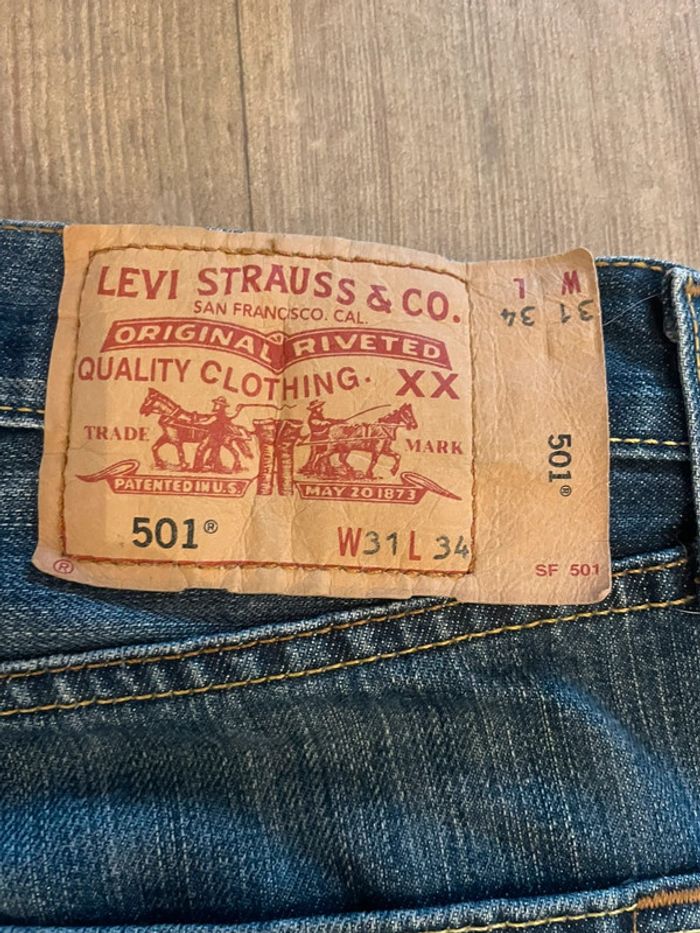 LEVI STRAUSS & CO.
SAN FRANCISCO. CAL.
ORIGINAL RIVETED
QUALITY CLOTHING. XX
TRADE MARK
PATENTED IN U.S.
MAY 20 1873
501®
W31 L 34
®
W L
31 34
501®
SF 501